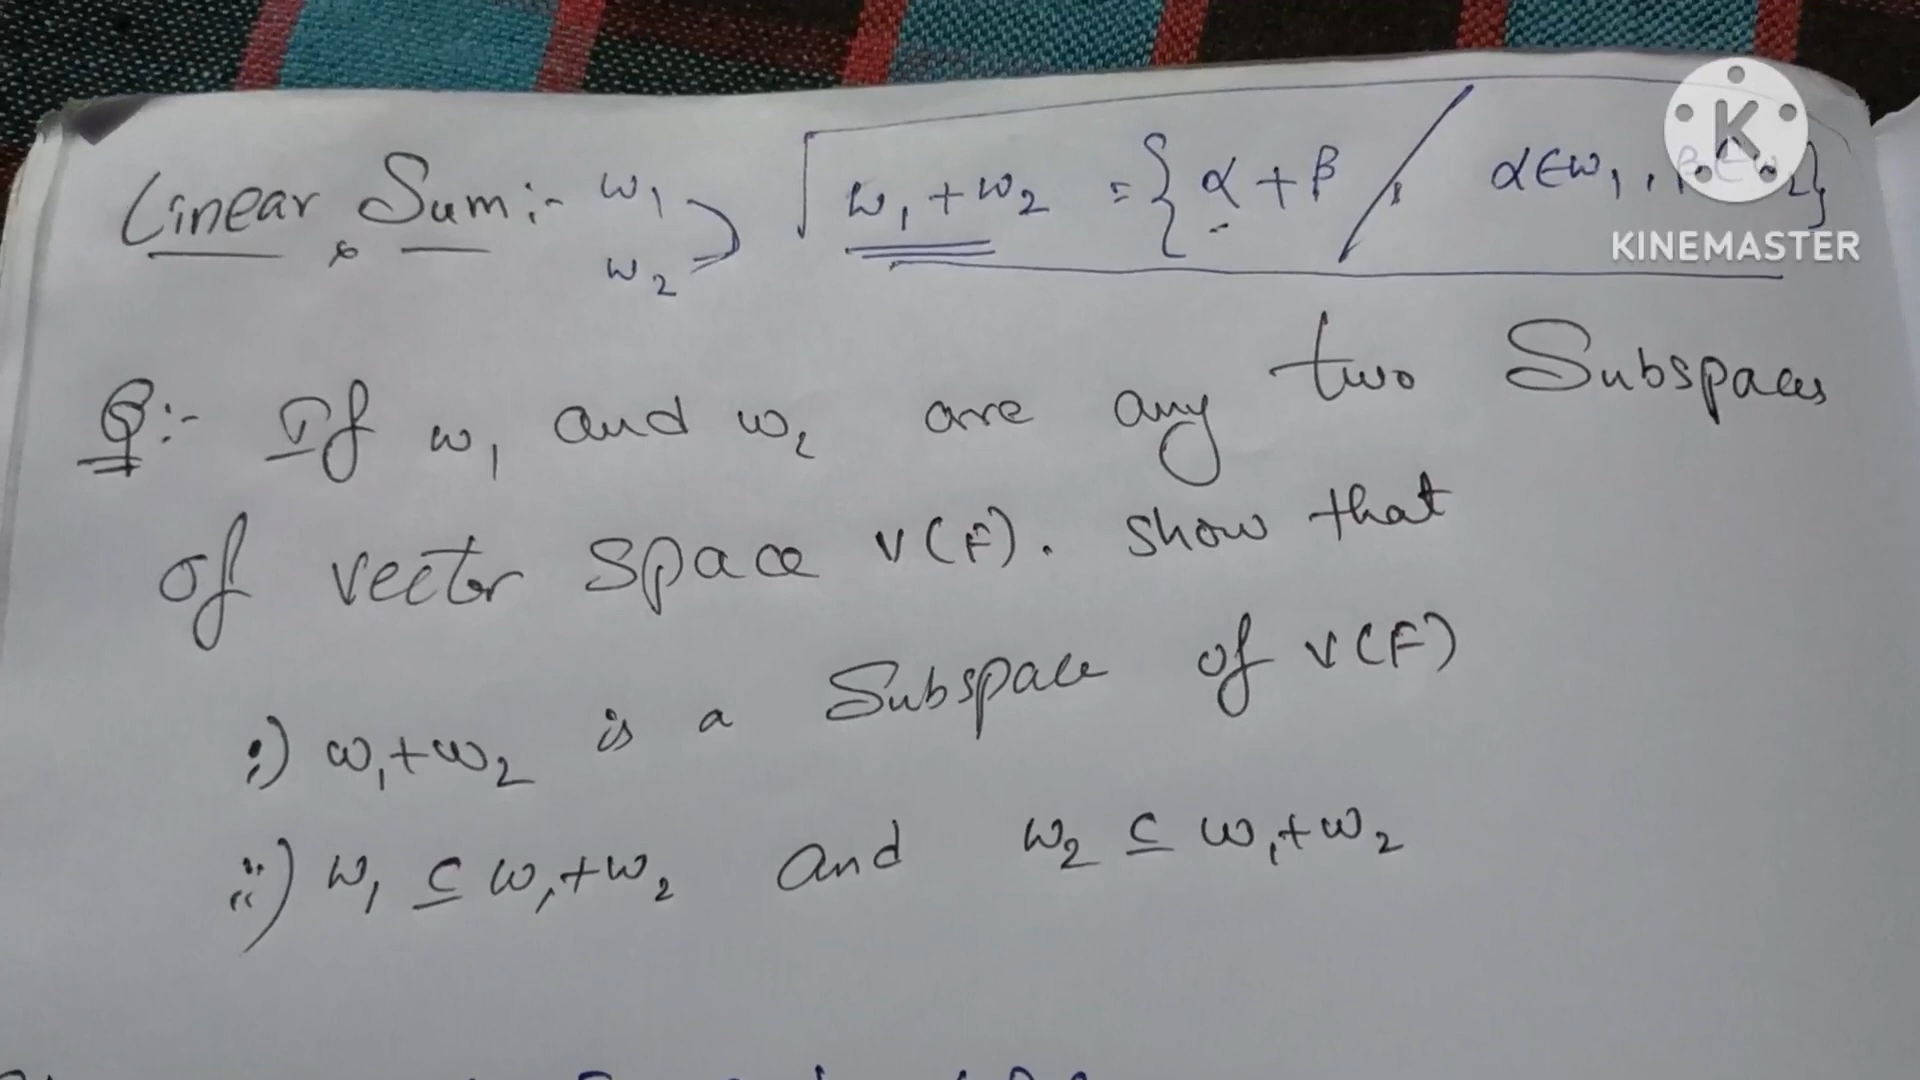 Linear Sum:- w1 w1+w2 = { α+β / α∈w1, β∈w2}
w2
KINEMASTER
Q:- If w1 and w2 are any two Subspaces
of vector space V(F). show that
i) w1+w2 is a Subspace of V(F)
ii) w1 ⊆ w1+w2 and w2 ⊆ w1+w2